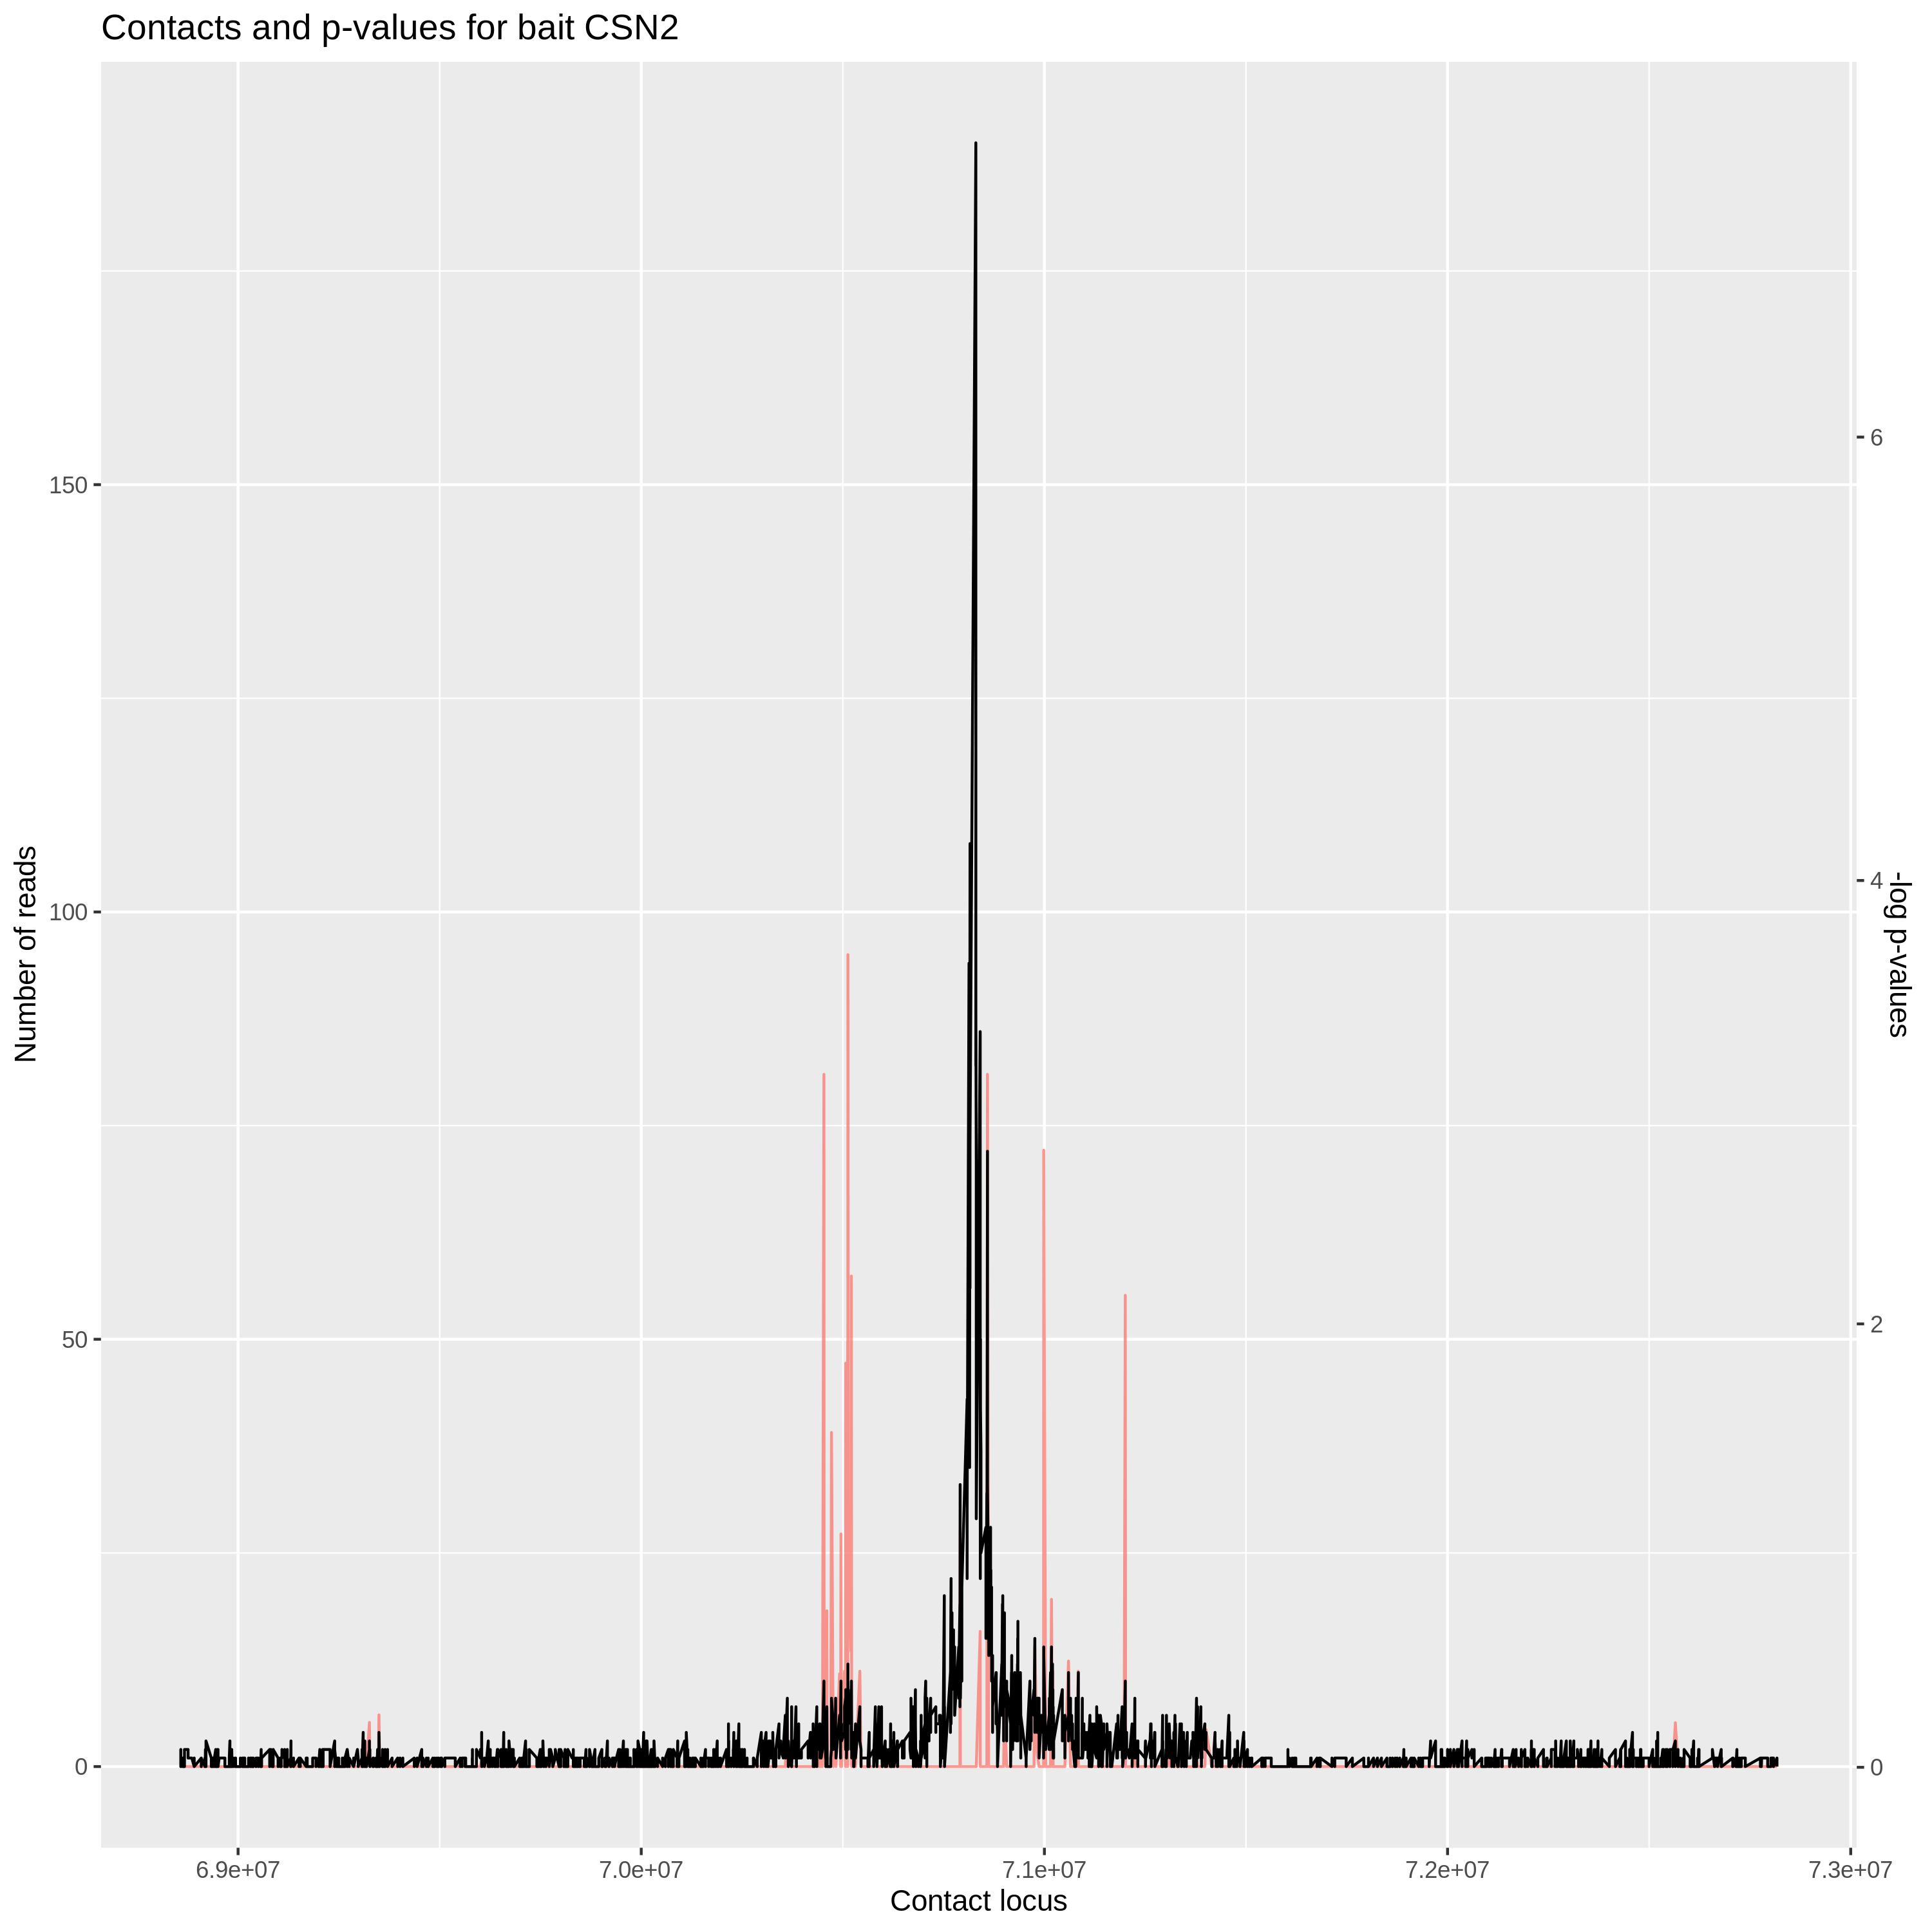 Contacts and p-values for bait CSN2
Number of reads
150
100
50
0
6
4
2
0
-log p-values
6.9e+07
7.0e+07
7.1e+07
7.2e+07
7.3e+07
Contact locus